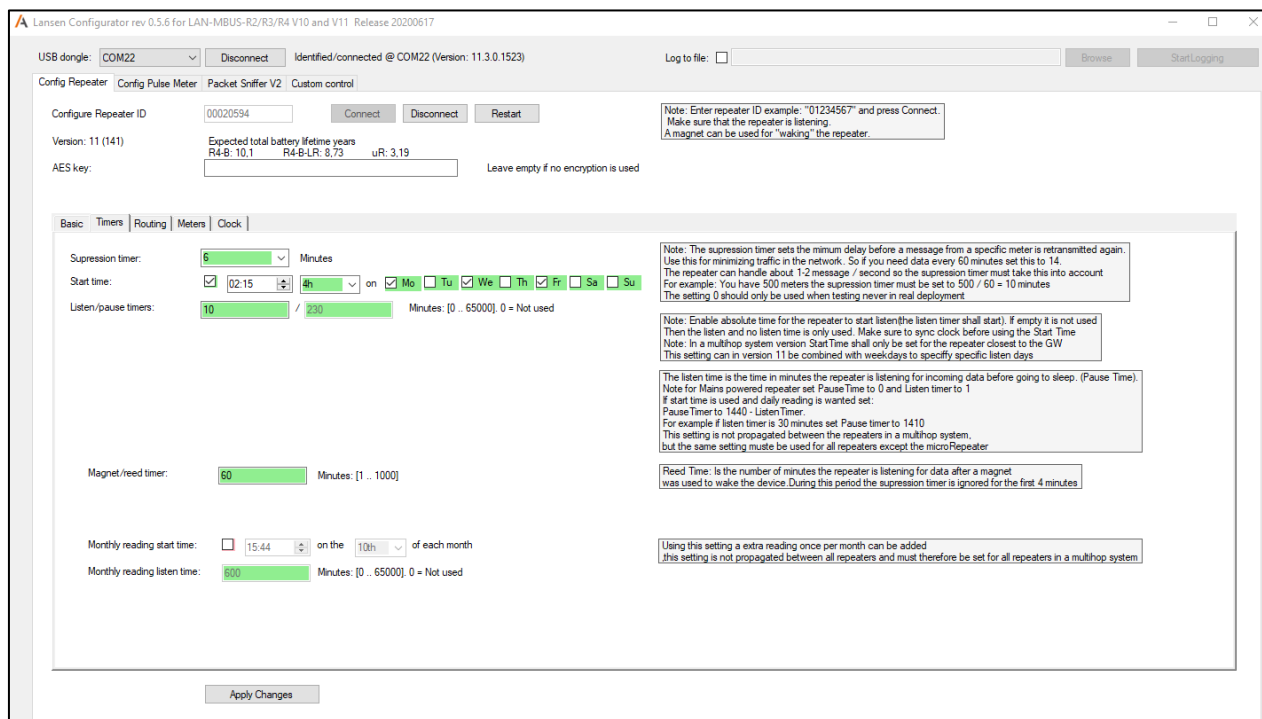 Lansen Configurator rev 0.5.6 for LAN-MBUS-R2/R3/R4 V10 and V11 Release 20200617
USB dongle: COM22 Disconnect Identified/connected @ COM22 (Version: 11.3.0.1523) Log to file: Browse StartLogging
Config Repeater Config Pulse Meter Packet Sniffer V2 Custom control
Configure Repeater ID 00020594 Connect Disconnect Restart
Note: Enter repeater ID example: "01234567" and press Connect.
Make sure that the repeater is listening.
A magnet can be used for "waking" the repeater.
Version: 11 (141) Expected total battery lifetime years
R4-B: 10,1 R4-B-LR: 8,73 uR: 3,19
AES key: Leave empty if no encryption is used
Basic Timers Routing Meters Clock
Supression timer: 6 Minutes
Start time: 02:15 4h on Mo Tu We Th Fr Sa Su
Listen/pause timers: 10 / 230 Minutes: [0 .. 65000]. 0 = Not used
Note: The supression timer sets the mimum delay before a message from a specific meter is retransmitted again.
Use this for minimizing traffic in the network. So if you need data every 60 minutes set this to 14.
The repeater can handle about 1-2 message / second so the supression timer must take this into account
For example: You have 500 meters the supression timer must be set to 500 / 60 = 10 minutes
The setting 0 should only be used when testing never in real deployment
Note: Enable absolute time for the repeater to start listen(the listen timer shall start). If empty it is not used
Then the listen and no listen time is only used. Make sure to sync clock before using the Start Time
Note: In a multihop system version StartTime shall only be set for the repeater closest to the GW
This setting can in version 11 be combined with weekdays to speciffy specific listen days
The listen time is the time in minutes the repeater is listening for incoming data before going to sleep. (Pause Time).
Note for Mains powered repeater set PauseTime to 0 and Listen timer to 1
If start time is used and daily reading is wanted set:
PauseTimer to 1440 - ListenTimer.
For example if listen timer is 30 minutes set Pause timer to 1410
This setting is not propagated between the repeaters in a multihop system,
but the same setting muste be used for all repeaters except the microRepeater
Magnet/reed timer: 60 Minutes: [1 .. 1000]
Reed Time: Is the number of minutes the repeater is listening for data after a magnet
was used to wake the device.During this period the supression timer is ignored for the first 4 minutes
Monthly reading start time: 15:44 on the 10th of each month
Monthly reading listen time: 600 Minutes: [0 .. 65000]. 0 = Not used
Using this setting a extra reading once per month can be added
,this setting is not propagated between all repeaters and must therefore be set for all repeaters in a multihop system
Apply Changes